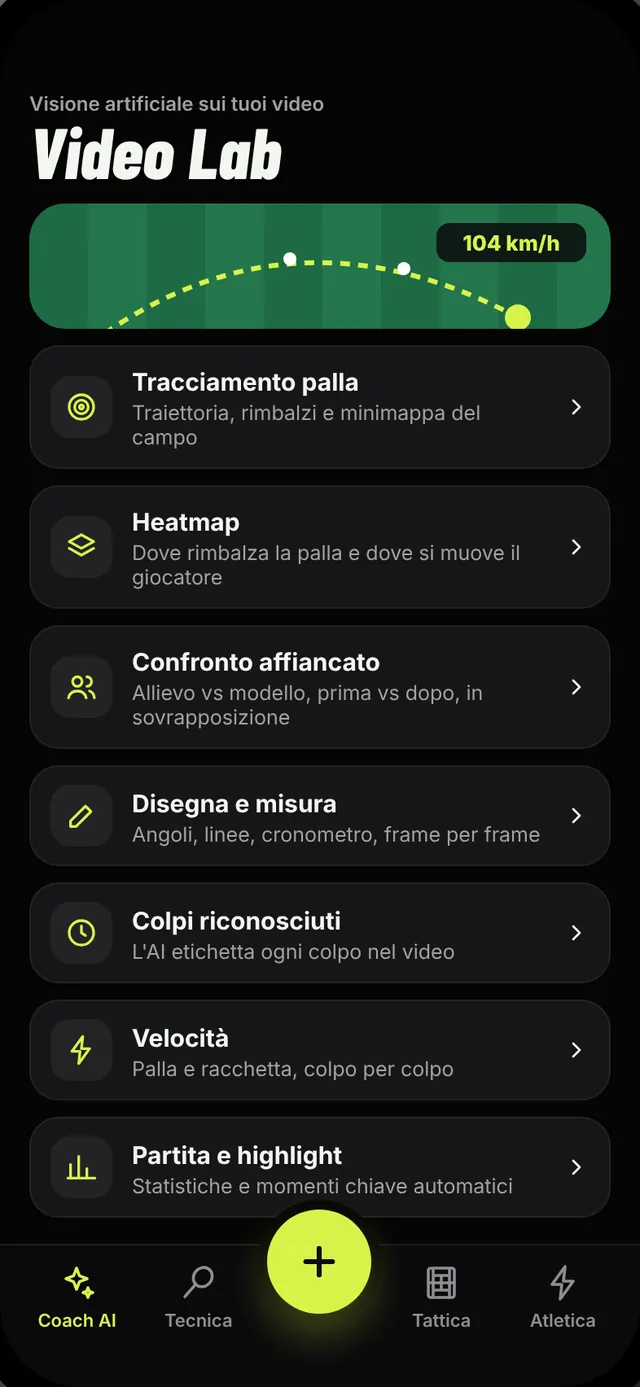 Visione artificiale sui tuoi video
Video Lab
104 km/h
Tracciamento palla
Traiettoria, rimbalzi e minimappa del
campo
Heatmap
Dove rimbalza la palla e dove si muove il
giocatore
Confronto affiancato
Allievo vs modello, prima vs dopo, in
sovrapposizione
Disegna e misura
Angoli, linee, cronometro, frame per frame
Colpi riconosciuti
L'AI etichetta ogni colpo nel video
Velocità
Palla e racchetta, colpo per colpo
Partita e highlight
Statistiche e momenti chiave automatici
Coach AI
Tecnica
Tattica
Atletica